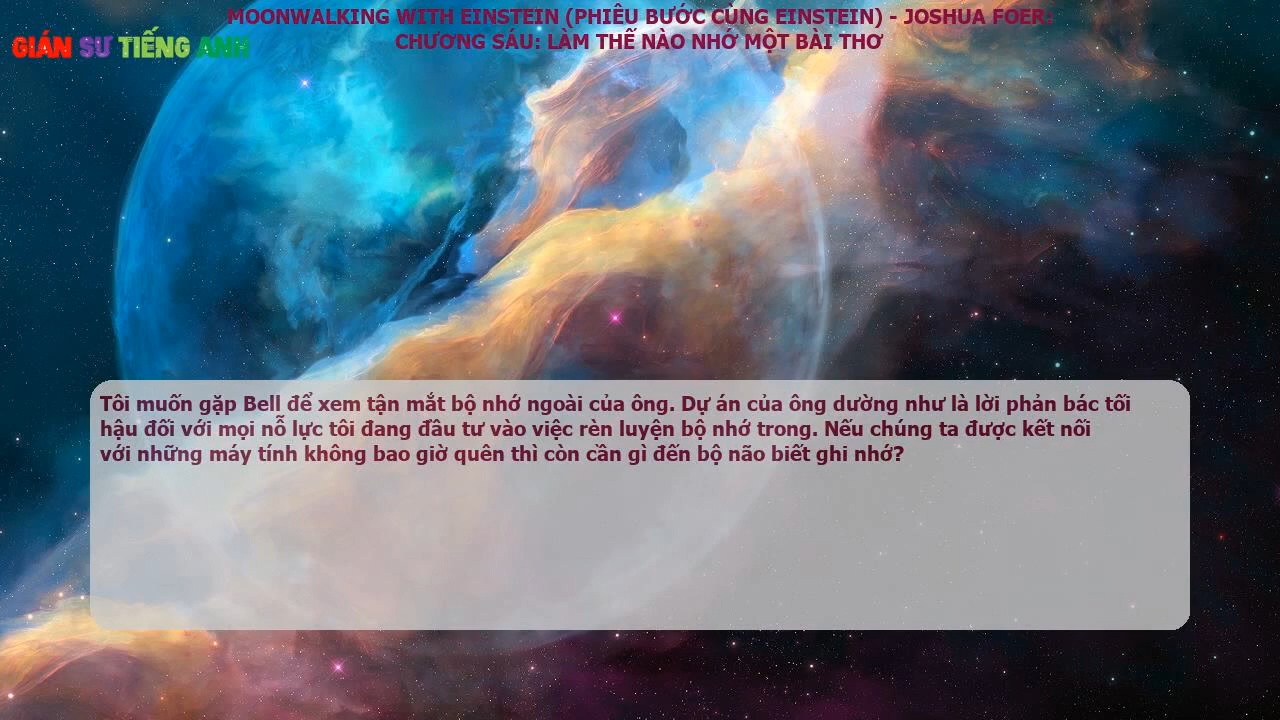 MOONWALKING WITH EINSTEIN (PHIÊU BƯỚC CÙNG EINSTEIN) - JOSHUA FOER:
CHƯƠNG SÁU: LÀM THẾ NÀO NHỚ MỘT BÀI THƠ
GIÁN SƯ TIẾNG ANH
Tôi muốn gặp Bell để xem tận mắt bộ nhớ ngoài của ông. Dự án của ông dường như là lời phản bác tối
hậu đối với mọi nỗ lực tôi đang đầu tư vào việc rèn luyện bộ nhớ trong. Nếu chúng ta được kết nối
với những máy tính không bao giờ quên thì còn cần gì đến bộ não biết ghi nhớ?